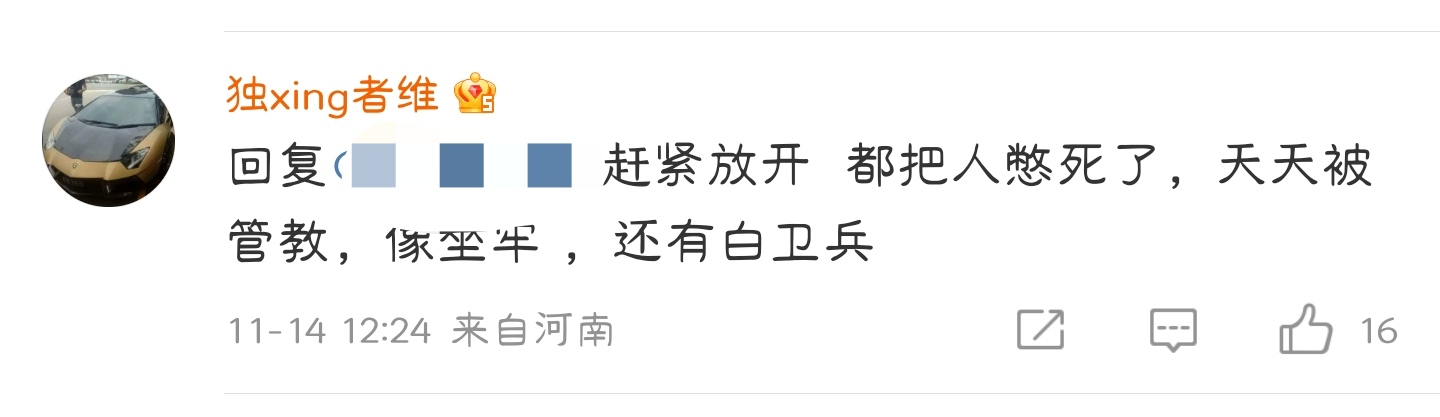 独xing者维
回复 赶紧放开 都把人憋死了，天天被
管教，像坐牢，还有白卫兵
11-14 12:24 来自河南
16